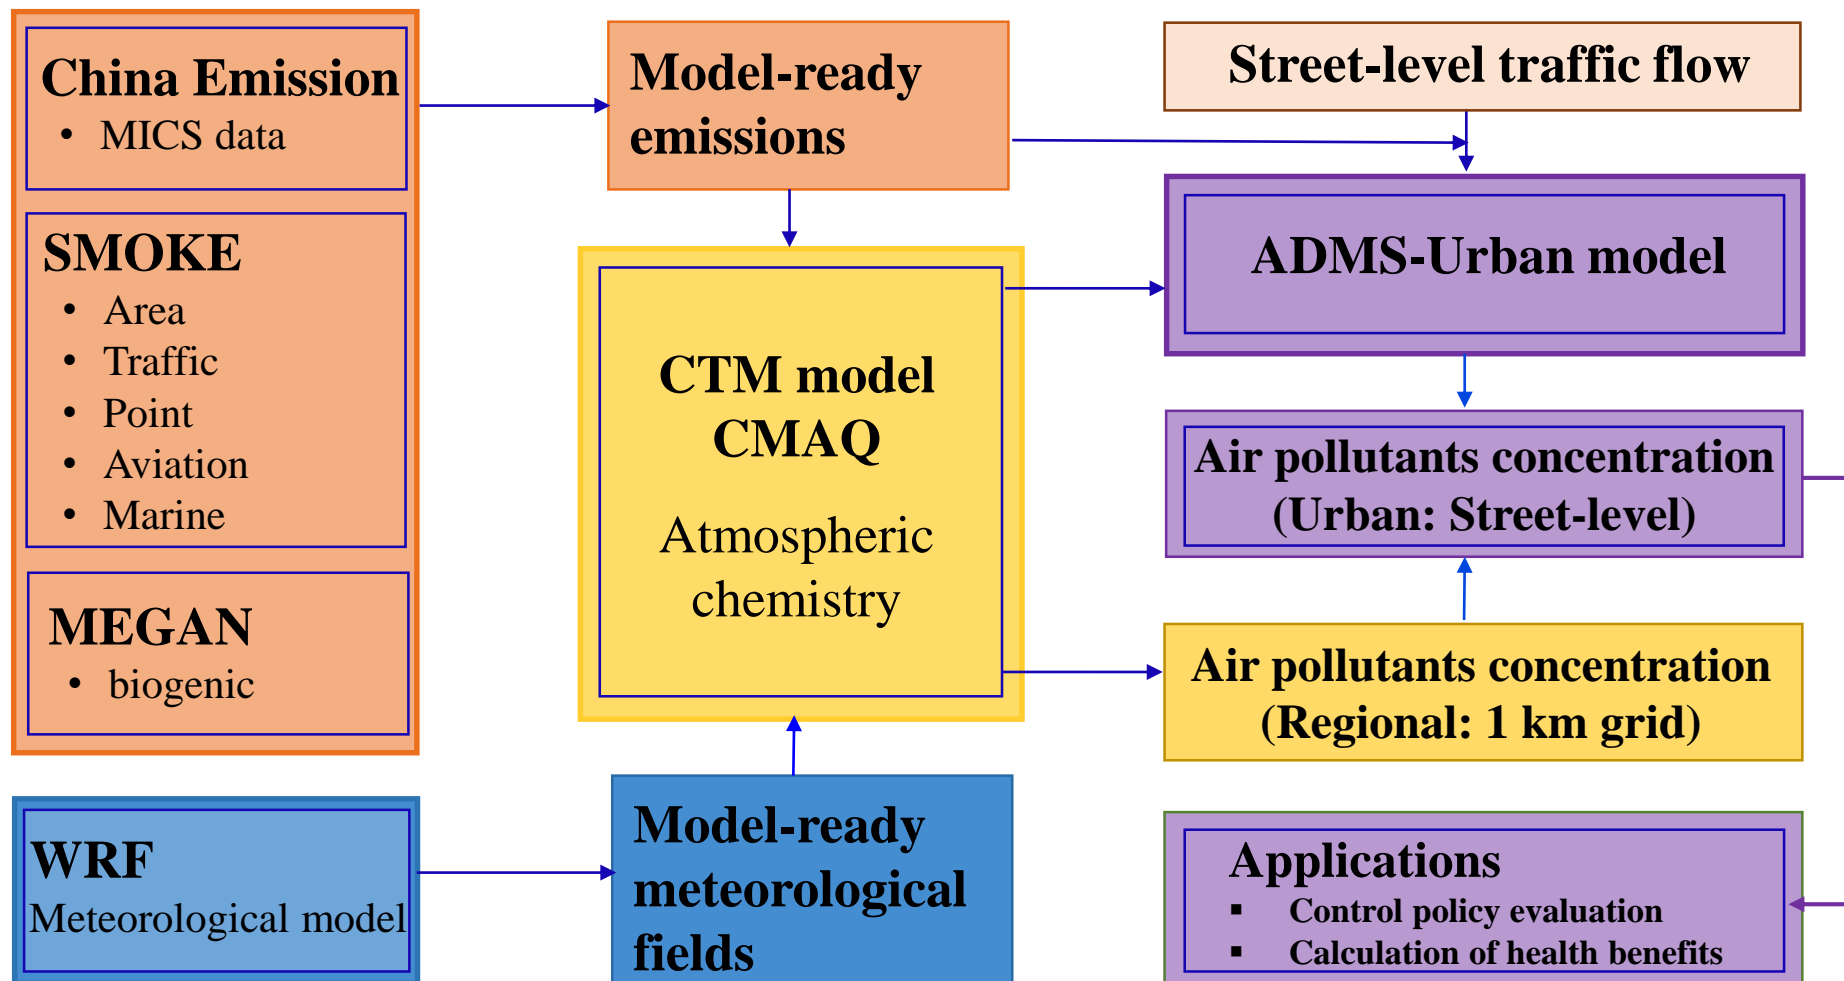 China Emission
• MICS data
SMOKE
• Area
• Traffic
• Point
• Aviation
• Marine
MEGAN
• biogenic
WRF
Meteorological model
Model-ready
emissions
CTM model
CMAQ
Atmospheric
chemistry
Model-ready
meteorological
fields
Street-level traffic flow
ADMS-Urban model
Air pollutants concentration
(Urban: Street-level)
Air pollutants concentration
(Regional: 1 km grid)
Applications
▪ Control policy evaluation
▪ Calculation of health benefits